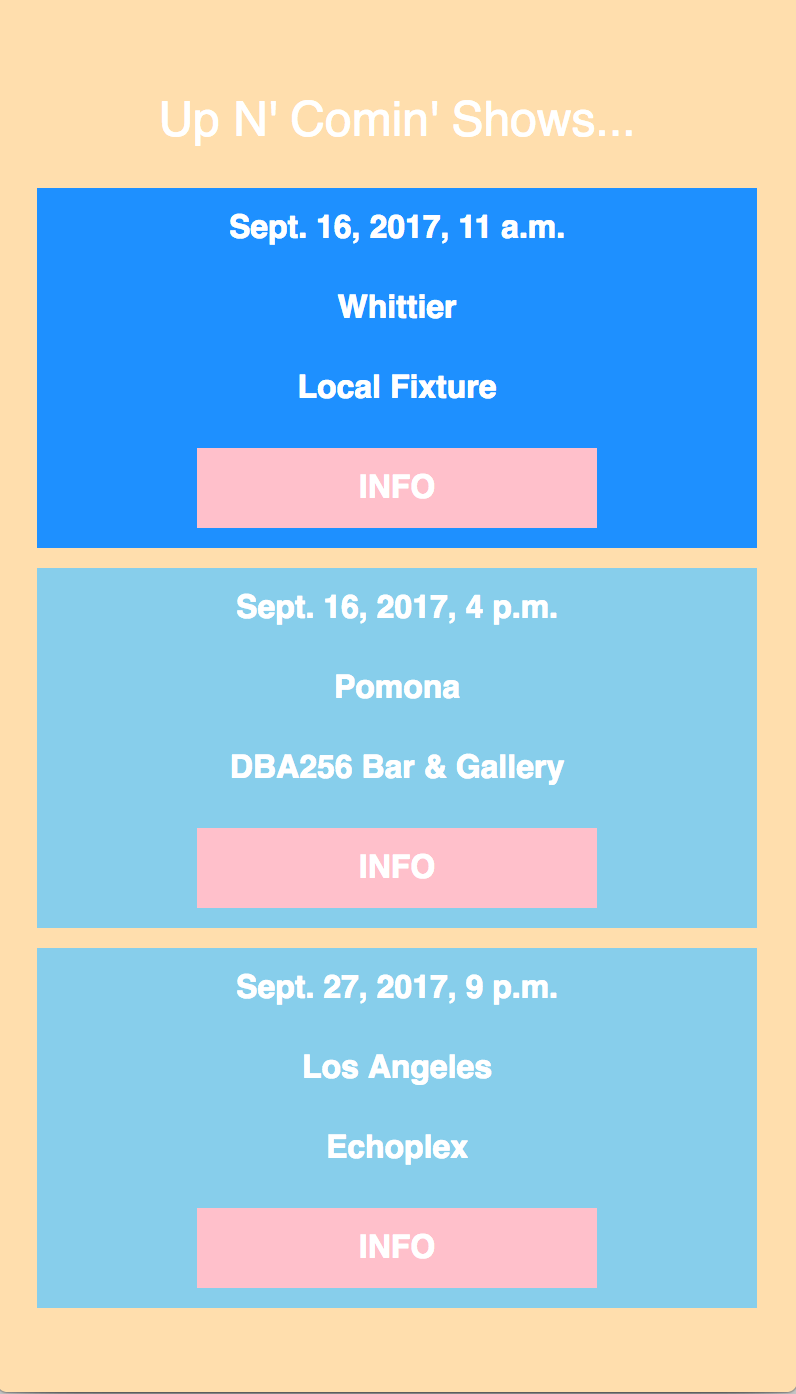 Up N' Comin' Shows...
Sept. 16, 2017, 11 a.m.
Whittier
Local Fixture
INFO
Sept. 16, 2017, 4 p.m.
Pomona
DBA256 Bar & Gallery
INFO
Sept. 27, 2017, 9 p.m.
Los Angeles
Echoplex
INFO